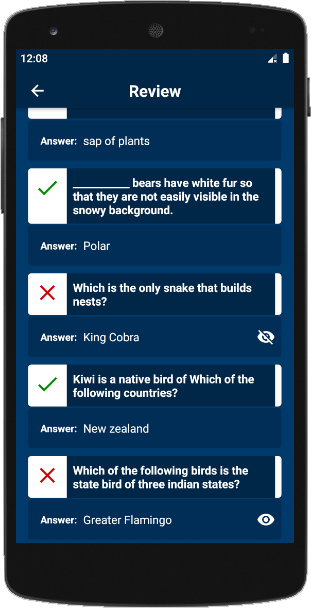 12:08
Review
Answer: sap of plants
___________ bears have white fur so
that they are not easily visible in the
snowy background.
Answer: Polar
Which is the only snake that builds
nests?
Answer: King Cobra
Kiwi is a native bird of Which of the
following countries?
Answer: New zealand
Which of the following birds is the
state bird of three indian states?
Answer: Greater Flamingo